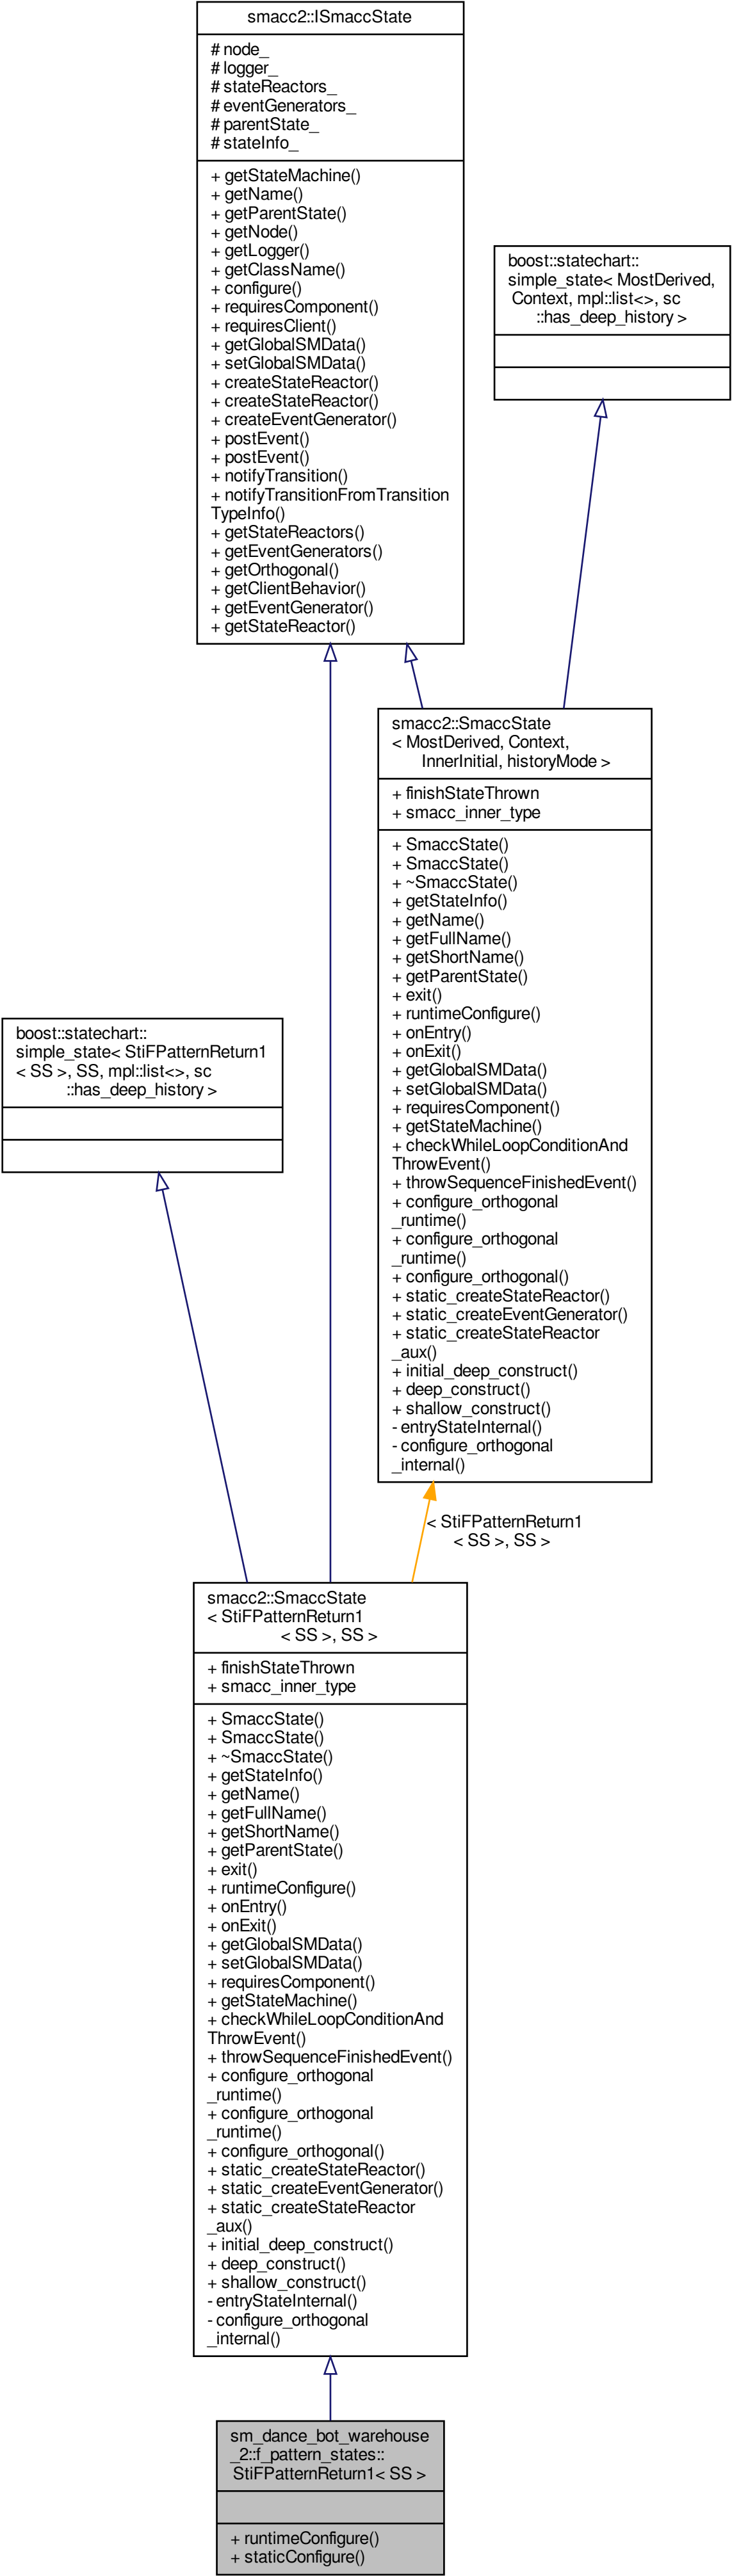 smacc2::ISmaccState
# node_
# logger_
# stateReactors_
# eventGenerators_
# parentState_
# stateInfo_
+ getStateMachine()
+ getName()
+ getParentState()
+ getNode()
+ getLogger()
+ getClassName()
+ configure()
+ requiresComponent()
+ requiresClient()
+ getGlobalSMData()
+ setGlobalSMData()
+ createStateReactor()
+ createStateReactor()
+ createEventGenerator()
+ postEvent()
+ postEvent()
+ notifyTransition()
+ notifyTransitionFromTransition
TypeInfo()
+ getStateReactors()
+ getEventGenerators()
+ getOrthogonal()
+ getClientBehavior()
+ getEventGenerator()
+ getStateReactor()
boost::statechart::
simple_state< MostDerived,
Context, mpl::list<>, sc
::has_deep_history >
smacc2::SmaccState
< MostDerived, Context,
InnerInitial, historyMode >
+ finishStateThrown
+ smacc_inner_type
+ SmaccState()
+ SmaccState()
+ ~SmaccState()
+ getStateInfo()
+ getName()
+ getFullName()
+ getShortName()
+ getParentState()
+ exit()
+ runtimeConfigure()
+ onEntry()
+ onExit()
+ getGlobalSMData()
+ setGlobalSMData()
+ requiresComponent()
+ getStateMachine()
+ checkWhileLoopConditionAnd
ThrowEvent()
+ throwSequenceFinishedEvent()
+ configure_orthogonal
_runtime()
+ configure_orthogonal
_runtime()
+ configure_orthogonal()
+ static_createStateReactor()
+ static_createEventGenerator()
+ static_createStateReactor
_aux()
+ initial_deep_construct()
+ deep_construct()
+ shallow_construct()
- entryStateInternal()
- configure_orthogonal
_internal()
boost::statechart::
simple_state< StiFPatternReturn1
< SS >, SS, mpl::list<>, sc
::has_deep_history >
< StiFPatternReturn1
< SS >, SS >
smacc2::SmaccState
< StiFPatternReturn1
< SS >, SS >
+ finishStateThrown
+ smacc_inner_type
+ SmaccState()
+ SmaccState()
+ ~SmaccState()
+ getStateInfo()
+ getName()
+ getFullName()
+ getShortName()
+ getParentState()
+ exit()
+ runtimeConfigure()
+ onEntry()
+ onExit()
+ getGlobalSMData()
+ setGlobalSMData()
+ requiresComponent()
+ getStateMachine()
+ checkWhileLoopConditionAnd
ThrowEvent()
+ throwSequenceFinishedEvent()
+ configure_orthogonal
_runtime()
+ configure_orthogonal
_runtime()
+ configure_orthogonal()
+ static_createStateReactor()
+ static_createEventGenerator()
+ static_createStateReactor
_aux()
+ initial_deep_construct()
+ deep_construct()
+ shallow_construct()
- entryStateInternal()
- configure_orthogonal
_internal()
sm_dance_bot_warehouse
_2::f_pattern_states::
StiFPatternReturn1< SS >
+ runtimeConfigure()
+ staticConfigure()